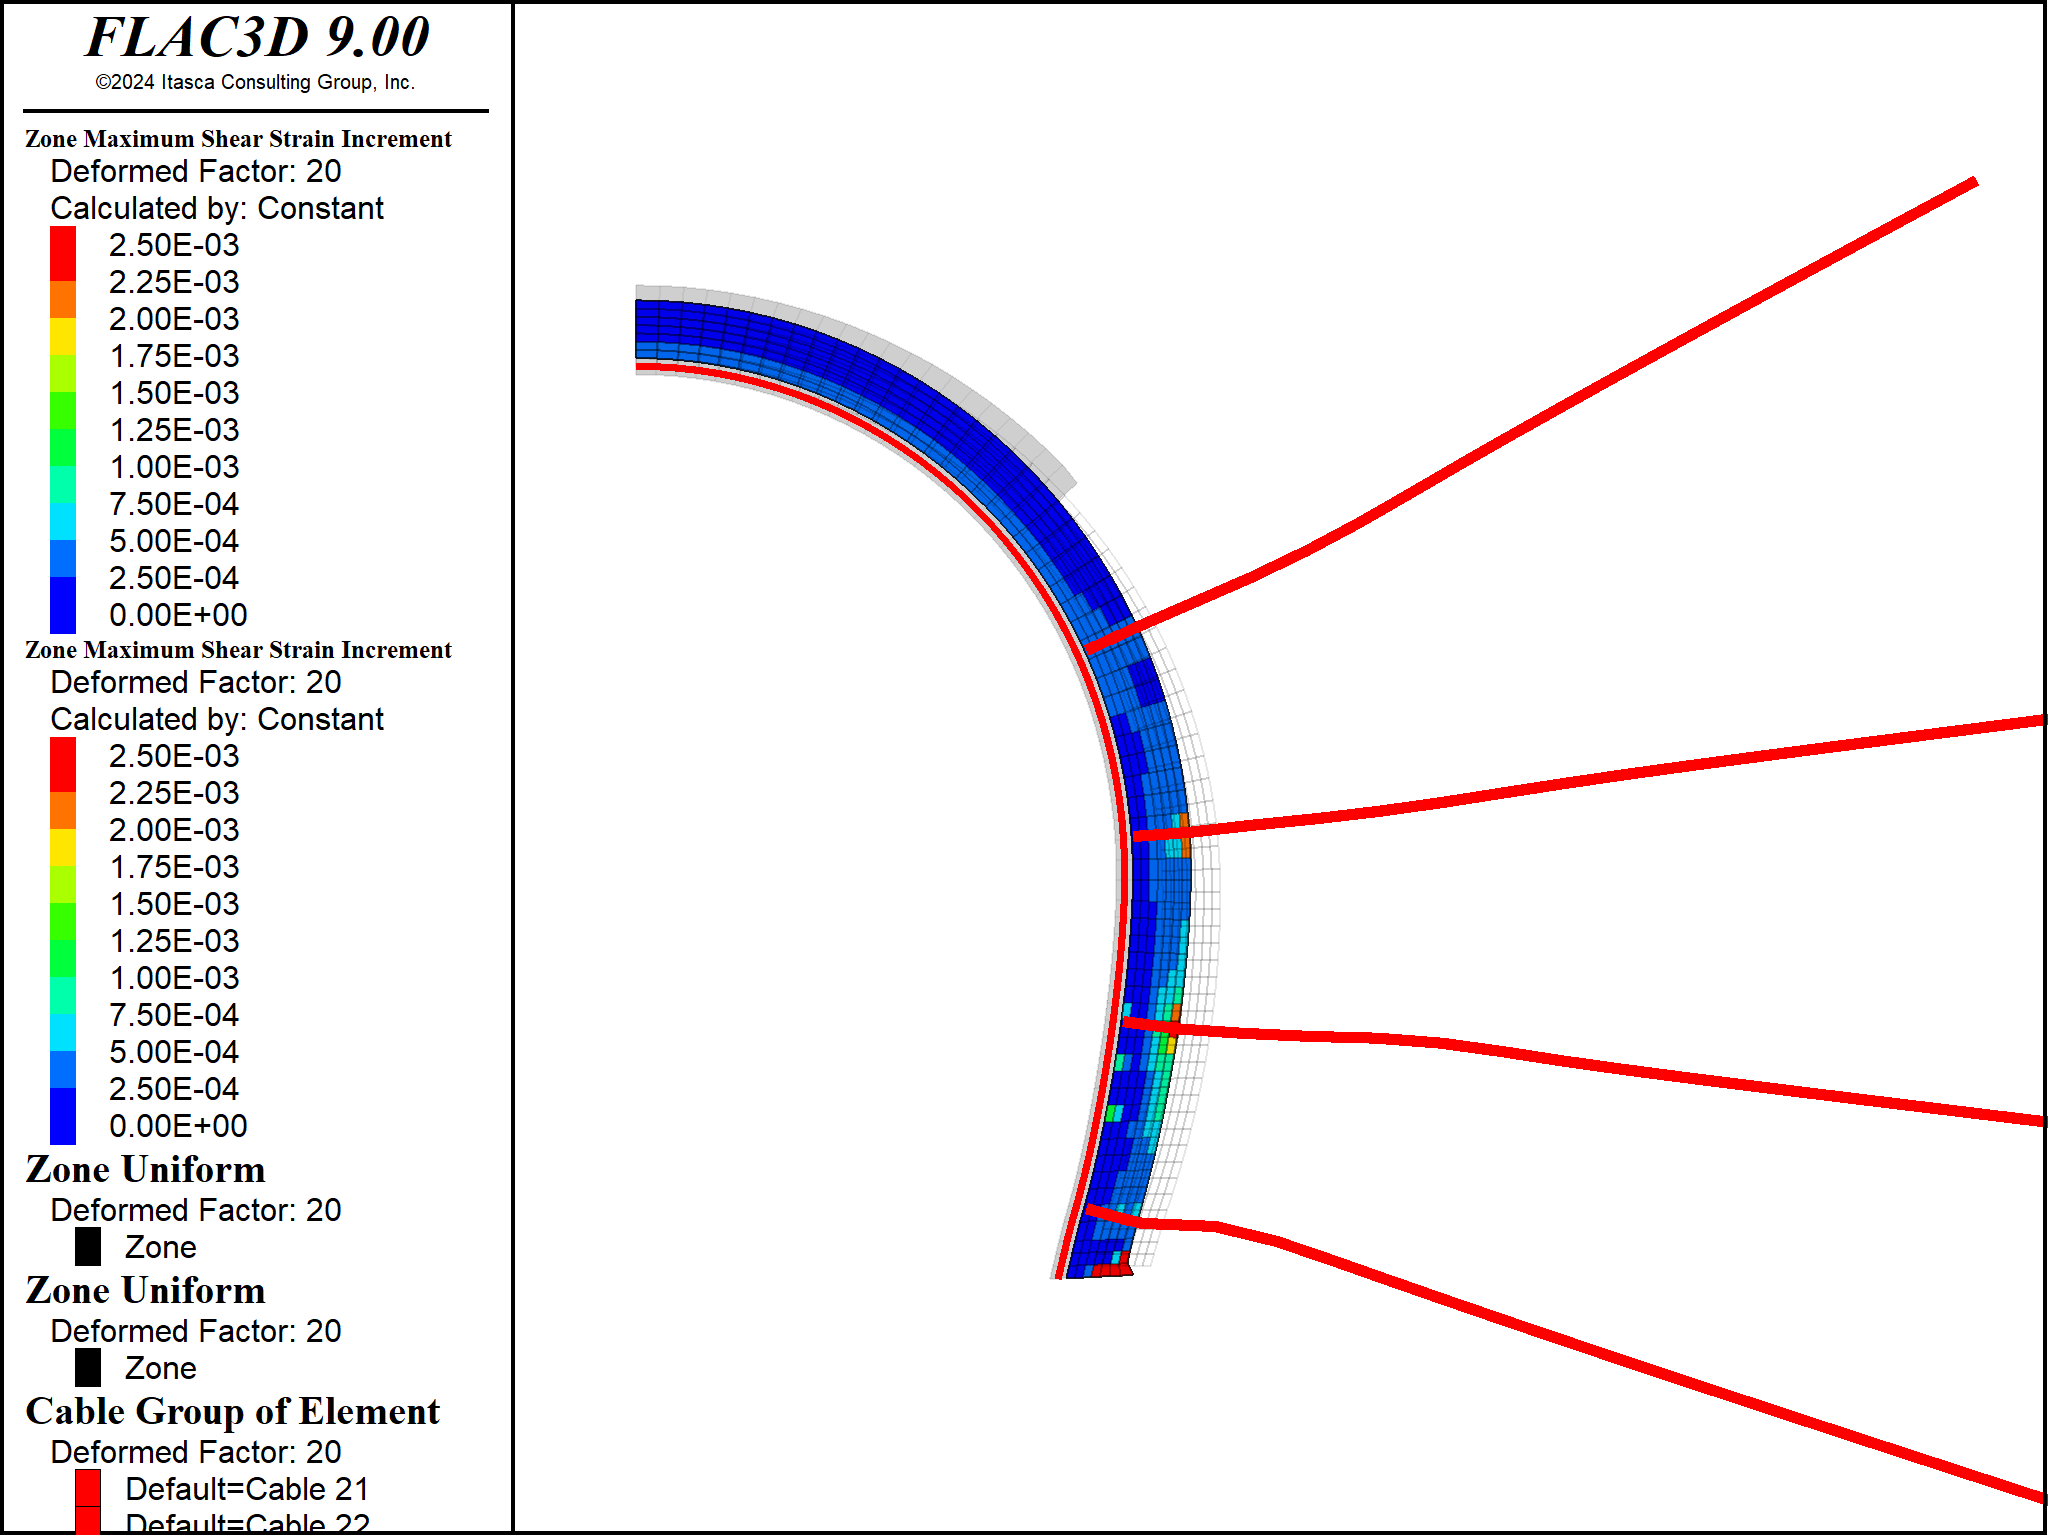 FLAC3D 9.00
©2024 Itasca Consulting Group, Inc.
Zone Maximum Shear Strain Increment
Deformed Factor: 20
Calculated by: Constant
2.50E-03
2.25E-03
2.00E-03
1.75E-03
1.50E-03
1.25E-03
1.00E-03
7.50E-04
5.00E-04
2.50E-04
0.00E+00
Zone Maximum Shear Strain Increment
Deformed Factor: 20
Calculated by: Constant
2.50E-03
2.25E-03
2.00E-03
1.75E-03
1.50E-03
1.25E-03
1.00E-03
7.50E-04
5.00E-04
2.50E-04
0.00E+00
Zone Uniform
Deformed Factor: 20
Zone
Zone Uniform
Deformed Factor: 20
Zone
Cable Group of Element
Deformed Factor: 20
Default=Cable 21
Default=Cable 22